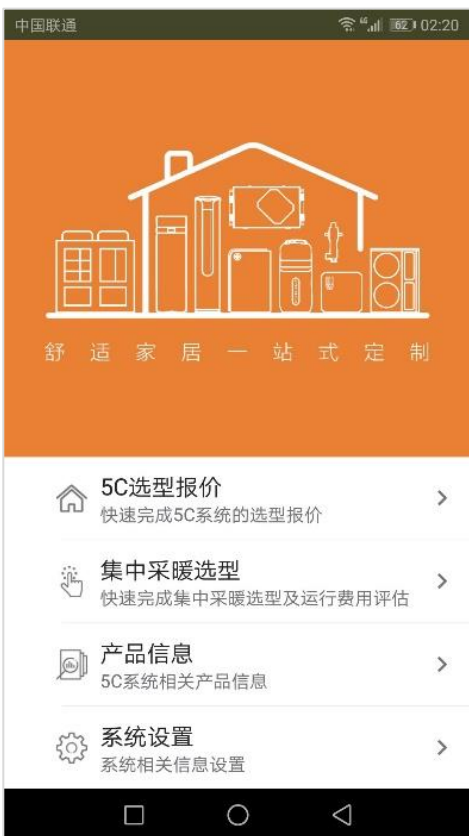 中国联通
46 62 02:20
舒适家居一站式定制
5C选型报价
快速完成5C系统的选型报价
集中采暖选型
快速完成集中采暖选型及运行费用评估
产品信息
5C系统相关产品信息
系统设置
系统相关信息设置